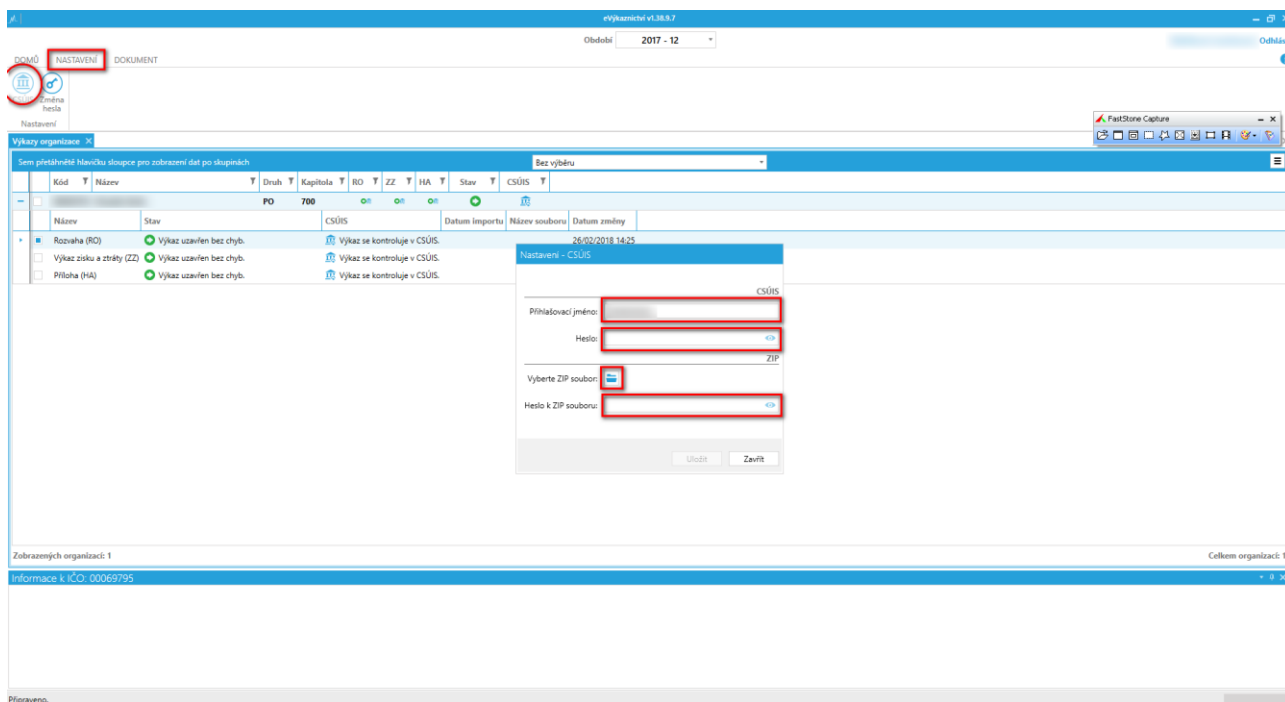 eVýkaznictví v1.38.9.7
Období 2017 - 12
Odhlás
DOMŮ NASTAVENÍ DOKUMENT
CSÚIS Změna hesla
Nastavení
FastStone Capture
Výkazy organizace
Sem přetáhněte hlavičku sloupce pro zobrazení dat po skupinách Bez výběru
Kód Název Druh Kapitola RO ZZ HA Stav CSÚIS
PO 700 on on on
Název Stav CSÚIS Datum importu Název souboru Datum změny
Rozvaha (RO) Výkaz uzavřen bez chyb. Výkaz se kontroluje v CSÚIS. 26/02/2018 14:25
Výkaz zisku a ztráty (ZZ) Výkaz uzavřen bez chyb. Výkaz se kontroluje v CSÚIS.
Příloha (HA) Výkaz uzavřen bez chyb. Výkaz se kontroluje v CSÚIS.
Nastavení - CSÚIS
CSÚIS
Přihlašovací jméno:
Heslo:
ZIP
Vyberte ZIP soubor:
Heslo k ZIP souboru:
Uložit Zavřít
Zobrazených organizací: 1 Celkem organizací: 1
Informace k IČO: 00069795
Připraveno.